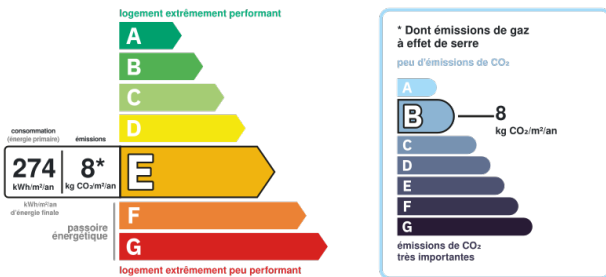 logement extrêmement performant
A
B
C
D
consommation
(énergie primaire)
émissions
274
kWh/m²/an
8*
kg CO₂/m²/an
E
kWh/m²/an
d'énergie finale
passoire
énergétique
F
G
logement extrêmement peu performant
* Dont émissions de gaz
à effet de serre
peu d'émissions de CO₂
A
B
8
kg CO₂/m²/an
C
D
E
F
G
émissions de CO₂
très importantes